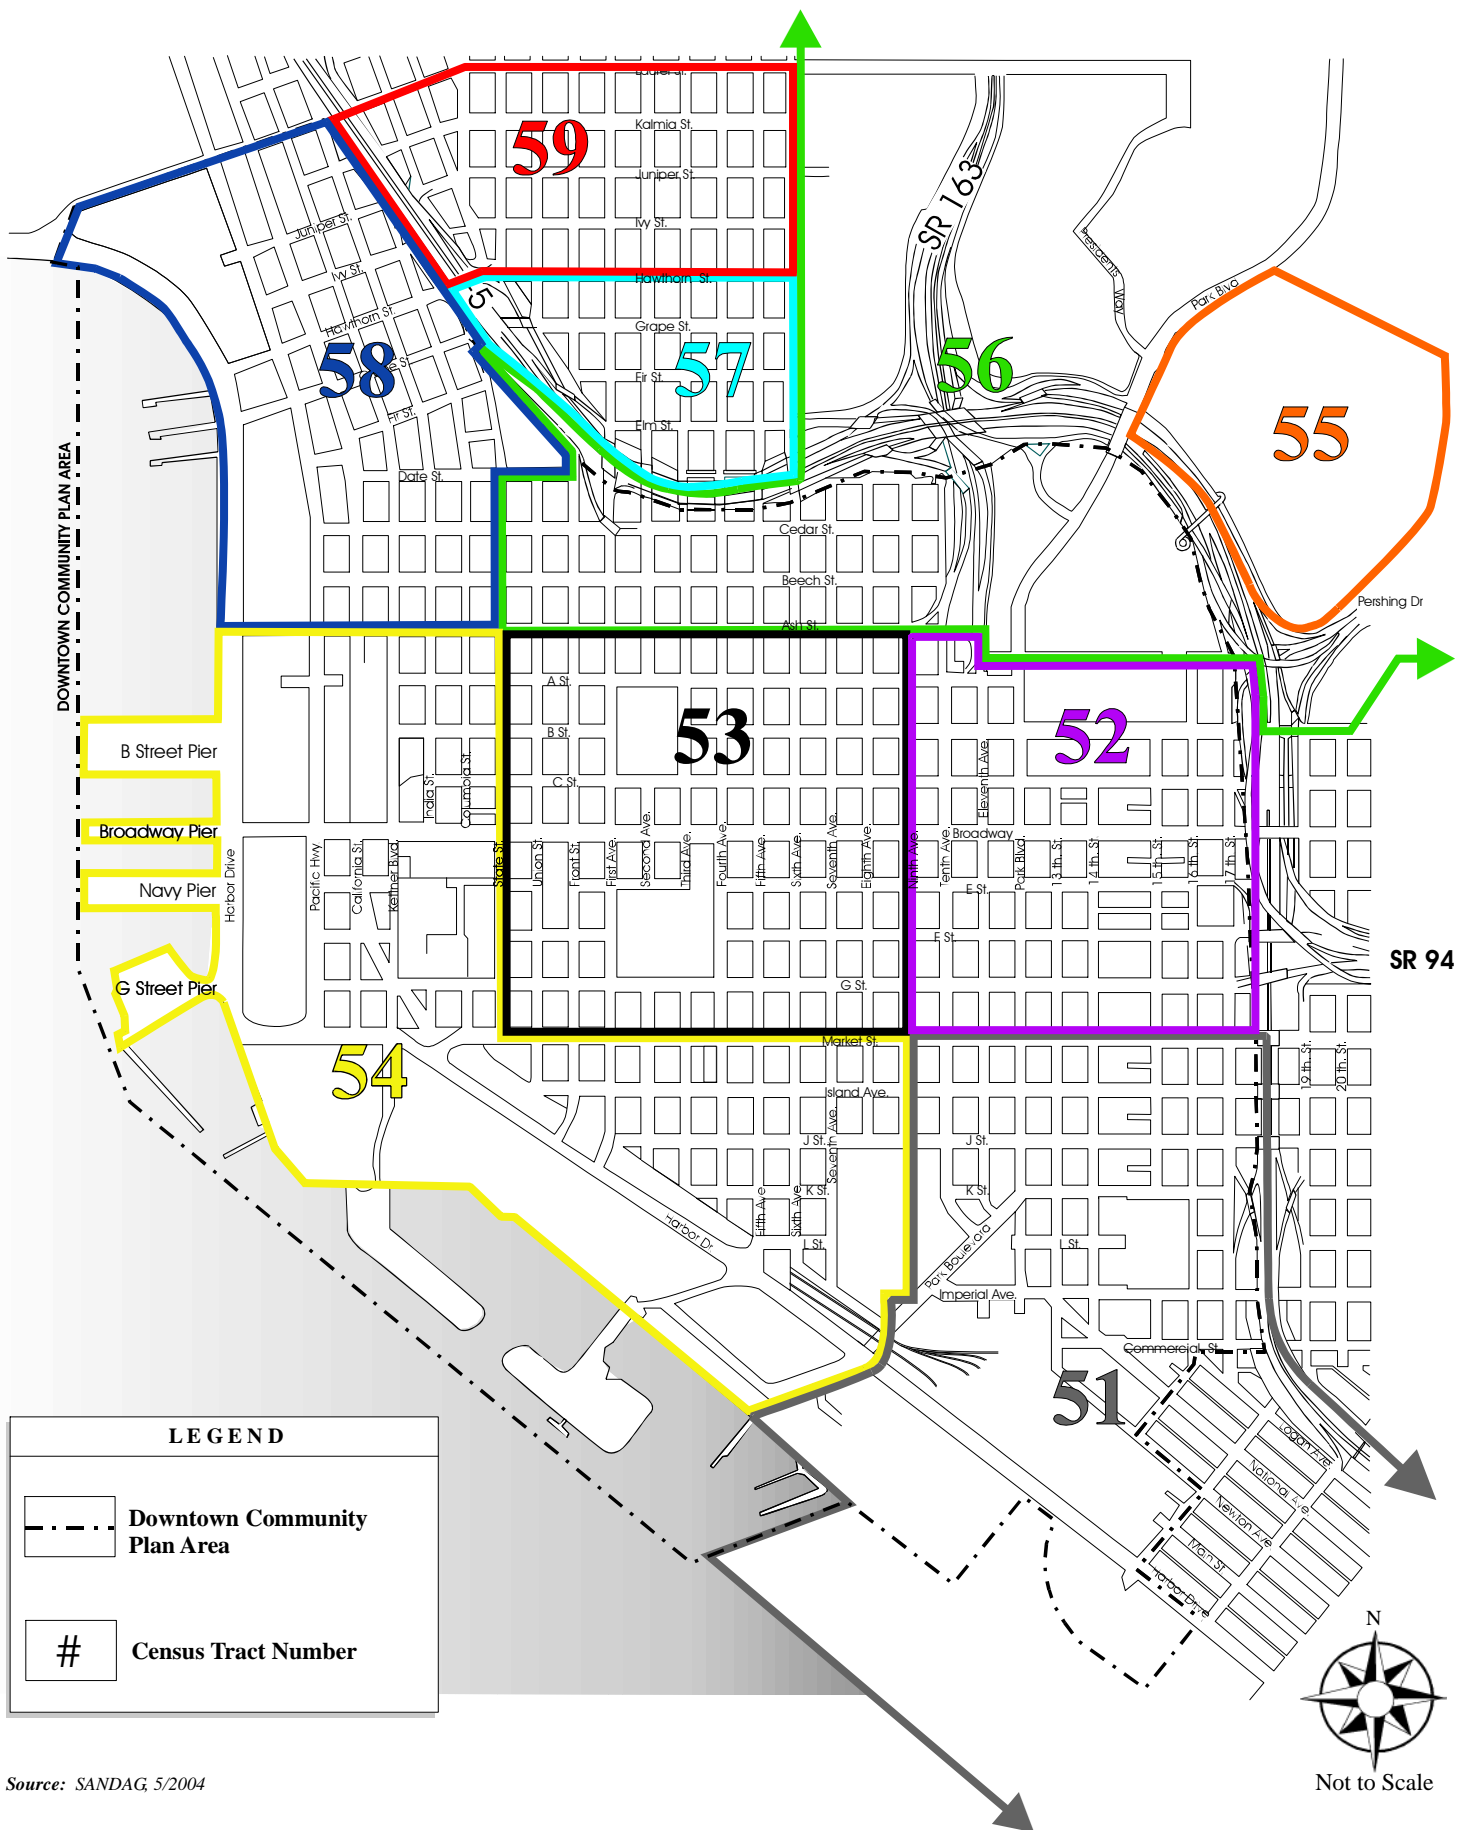 Laurel St.
59
Kalmia St.
Juniper St.
SR 163
Juniper St.
Ivy St.
Presidents Way
Ivy St.
Hawthorn St.
Park Blvd
-5
Hawthorn St.
Grape St.
58
57
56
Fir St.
Fir St.
Elm St.
55
Date St.
Cedar St.
DOWNTOWN COMMUNITY PLAN AREA
Beech St.
Pershing Dr
Ash St.
A St.
53
52
B St.
B Street Pier
C St.
India St.
Columbia St.
Eleventh Ave.
Broadway Pier
Broadway
Navy Pier
Harbor Drive
Pacific Hwy
California St.
Kettner Blvd.
State St.
Union St.
Front St.
First Ave.
Second Ave.
Third Ave.
Fourth Ave.
Fifth Ave.
Sixth Ave.
Seventh Ave.
Eighth Ave.
Ninth Ave.
Tenth Ave.
Park Blvd.
13 th. St.
14 th. St.
15 th. St.
16 th. St.
17 th. St.
E St.
F St.
SR 94
G Street Pier
G St.
Market St.
54
19 th. St.
20 th. St.
Island Ave.
Seventh Ave.
J St.
J St.
Fifth Ave
Sixth Ave.
K St.
K St.
Harbor Dr
L St.
L St.
Park Boulevard
Imperial Ave.
Commercial St.
51
Logan Ave
National Ave.
Newton Ave
Main St
Harbor Drive
LEGEND
Downtown Community
Plan Area
#
Census Tract Number
N
Not to Scale
Source: SANDAG, 5/2004